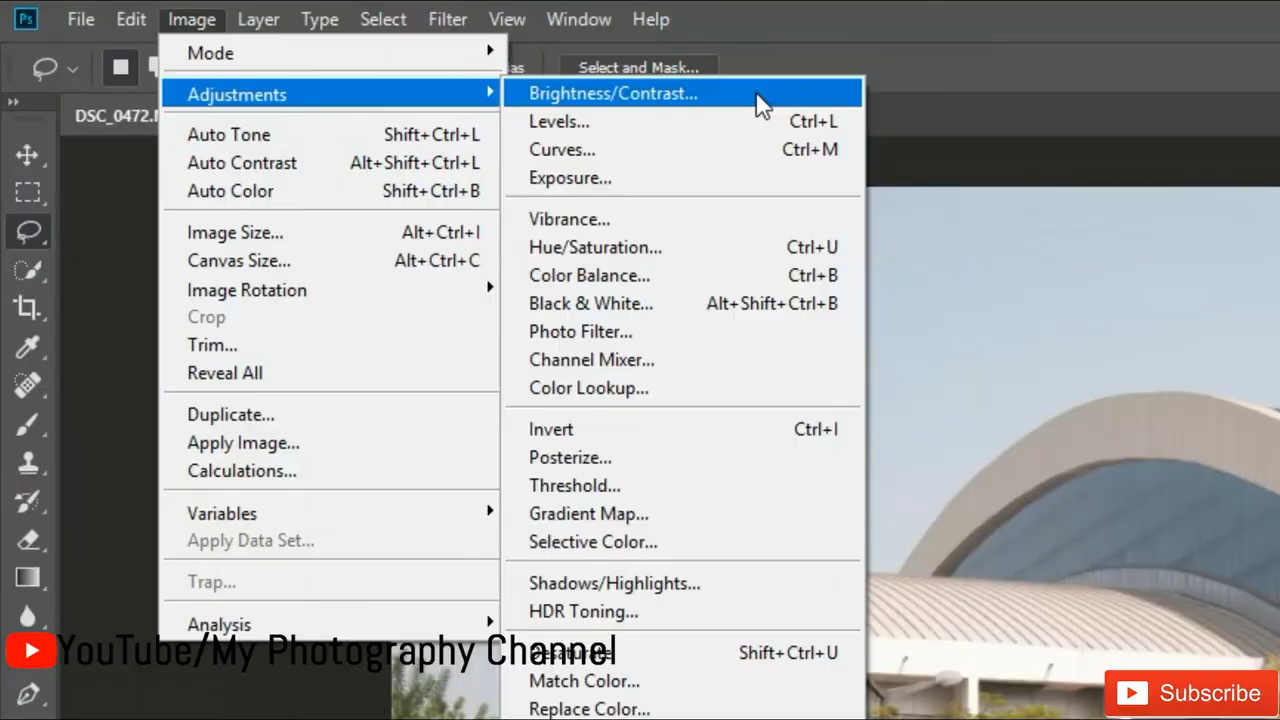 Ps File Edit Image Layer Type Select Filter View Window Help
as Select and Mask...
DSC_0472.
Mode
Adjustments
Auto Tone Shift+Ctrl+L
Auto Contrast Alt+Shift+Ctrl+L
Auto Color Shift+Ctrl+B
Image Size... Alt+Ctrl+I
Canvas Size... Alt+Ctrl+C
Image Rotation
Crop
Trim...
Reveal All
Duplicate...
Apply Image...
Calculations...
Variables
Apply Data Set...
Trap...
Analysis
Brightness/Contrast...
Levels... Ctrl+L
Curves... Ctrl+M
Exposure...
Vibrance...
Hue/Saturation... Ctrl+U
Color Balance... Ctrl+B
Black & White... Alt+Shift+Ctrl+B
Photo Filter...
Channel Mixer...
Color Lookup...
Invert Ctrl+I
Posterize...
Threshold...
Gradient Map...
Selective Color...
Shadows/Highlights...
HDR Toning...
Desaturate Shift+Ctrl+U
Match Color...
Replace Color...
YouTube/My Photography Channel
Subscribe